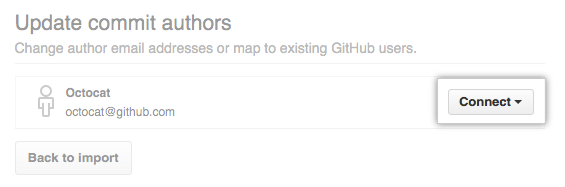 Update commit authors
Change author email addresses or map to existing GitHub users.
Octocat
octocat@github.com
Connect
Back to import